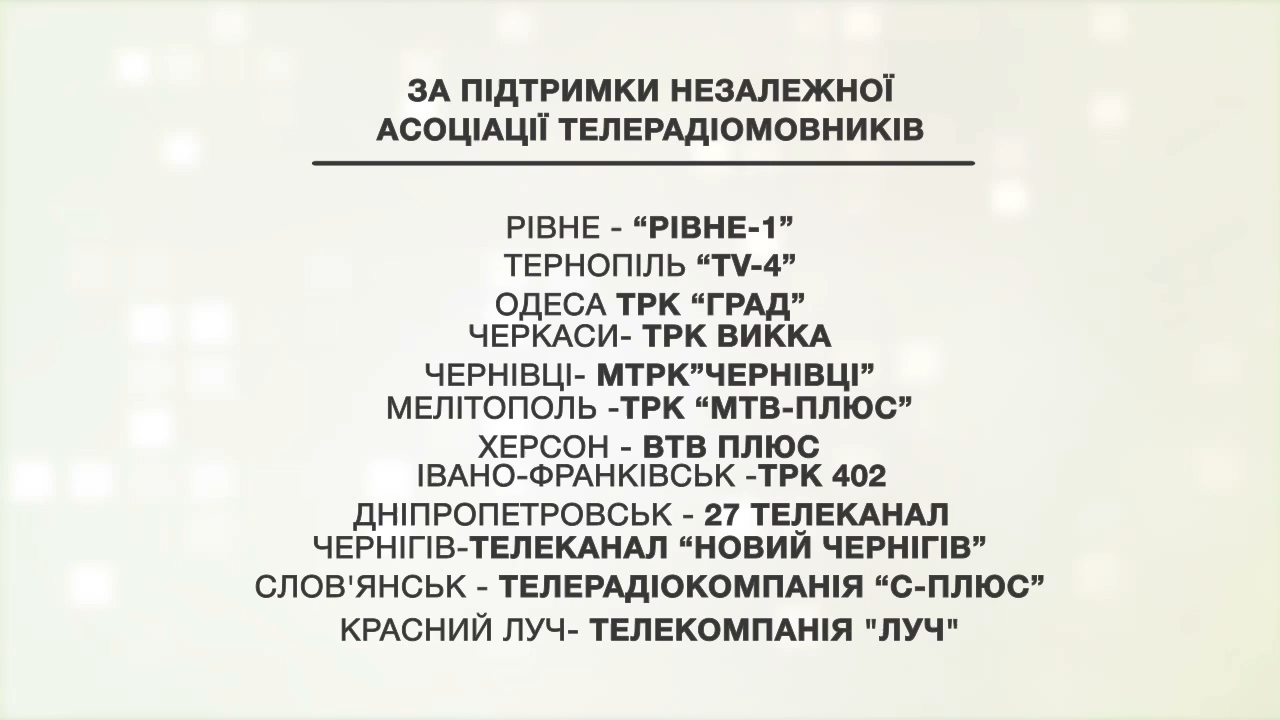 ЗА ПІДТРИМКИ НЕЗАЛЕЖНОЇ
АСОЦІАЦІЇ ТЕЛЕРАДІОМОВНИКІВ
РІВНЕ - “РІВНЕ-1”
ТЕРНОПІЛЬ “TV-4”
ОДЕСА ТРК “ГРАД”
ЧЕРКАСИ- ТРК ВИККА
ЧЕРНІВЦІ- МТРК”ЧЕРНІВЦІ”
МЕЛІТОПОЛЬ -ТРК “МТВ-ПЛЮС”
ХЕРСОН - ВТВ ПЛЮС
ІВАНО-ФРАНКІВСЬК -ТРК 402
ДНІПРОПЕТРОВСЬК - 27 ТЕЛЕКАНАЛ
ЧЕРНІГІВ-ТЕЛЕКАНАЛ “НОВИЙ ЧЕРНІГІВ”
СЛОВ'ЯНСЬК - ТЕЛЕРАДІОКОМПАНІЯ “С-ПЛЮС”
КРАСНИЙ ЛУЧ- ТЕЛЕКОМПАНІЯ "ЛУЧ"